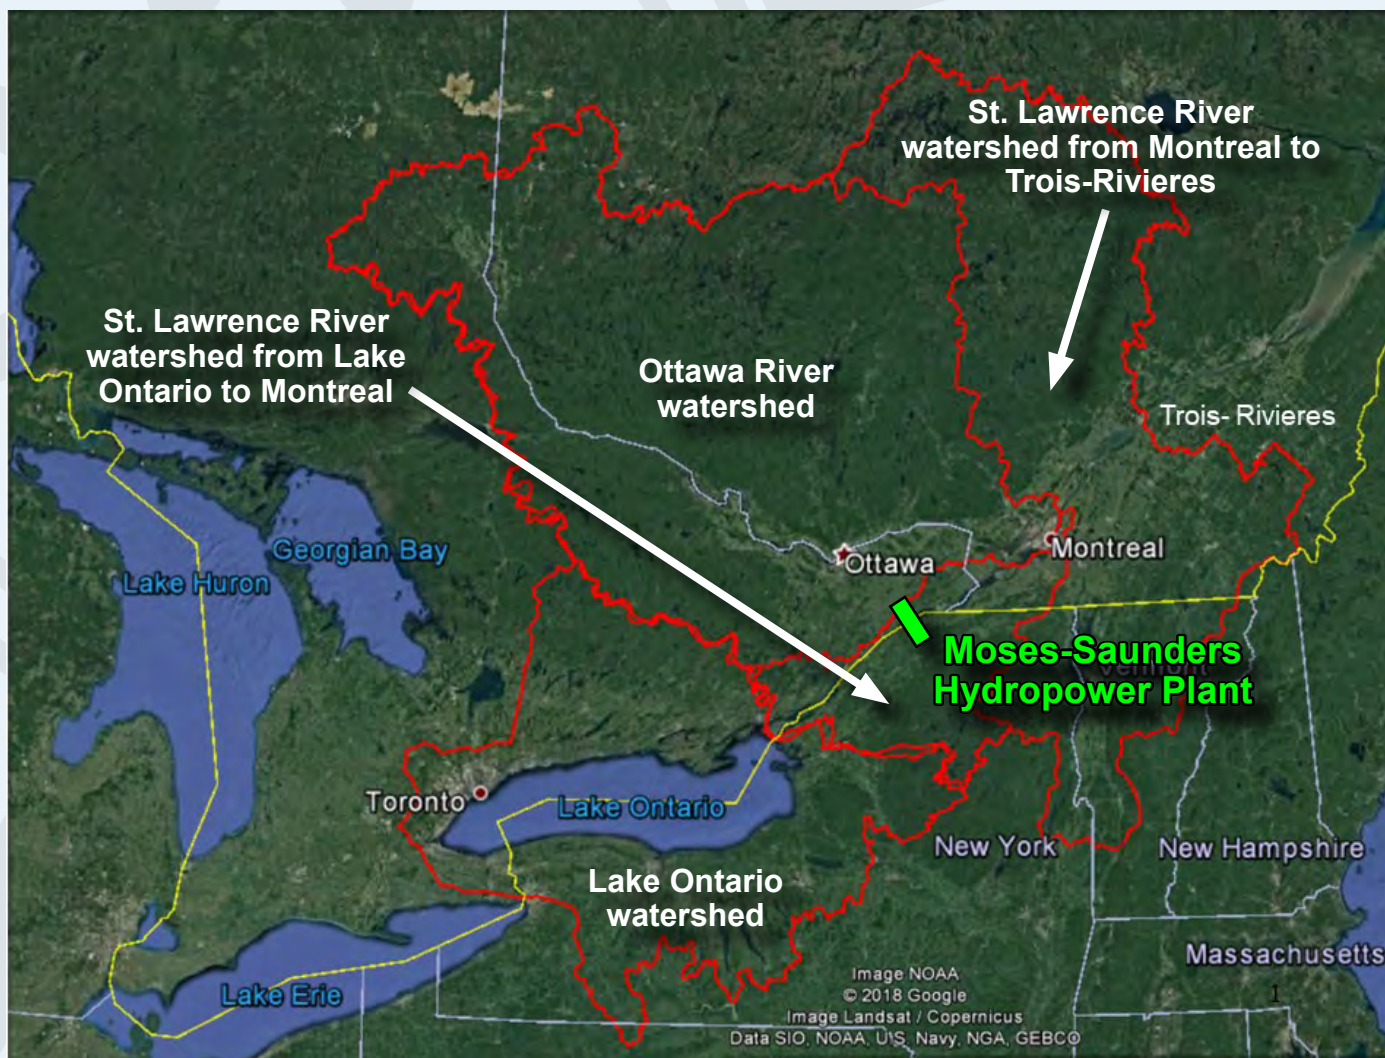 St. Lawrence River
watershed from Montreal to
Trois-Rivieres
St. Lawrence River
watershed from Lake
Ontario to Montreal
Ottawa River
watershed
Trois- Rivieres
Georgian Bay
Lake Huron
Ottawa
Montreal
Moses-Saunders
Vermont
Hydropower Plant
Toronto
Lake Ontario
New York
New Hampshire
Lake Ontario
watershed
Massachusetts
Lake Erie
Image NOAA
© 2018 Google
Image Landsat / Copernicus
Data SIO, NOAA, U.S. Navy, NGA, GEBCO
1